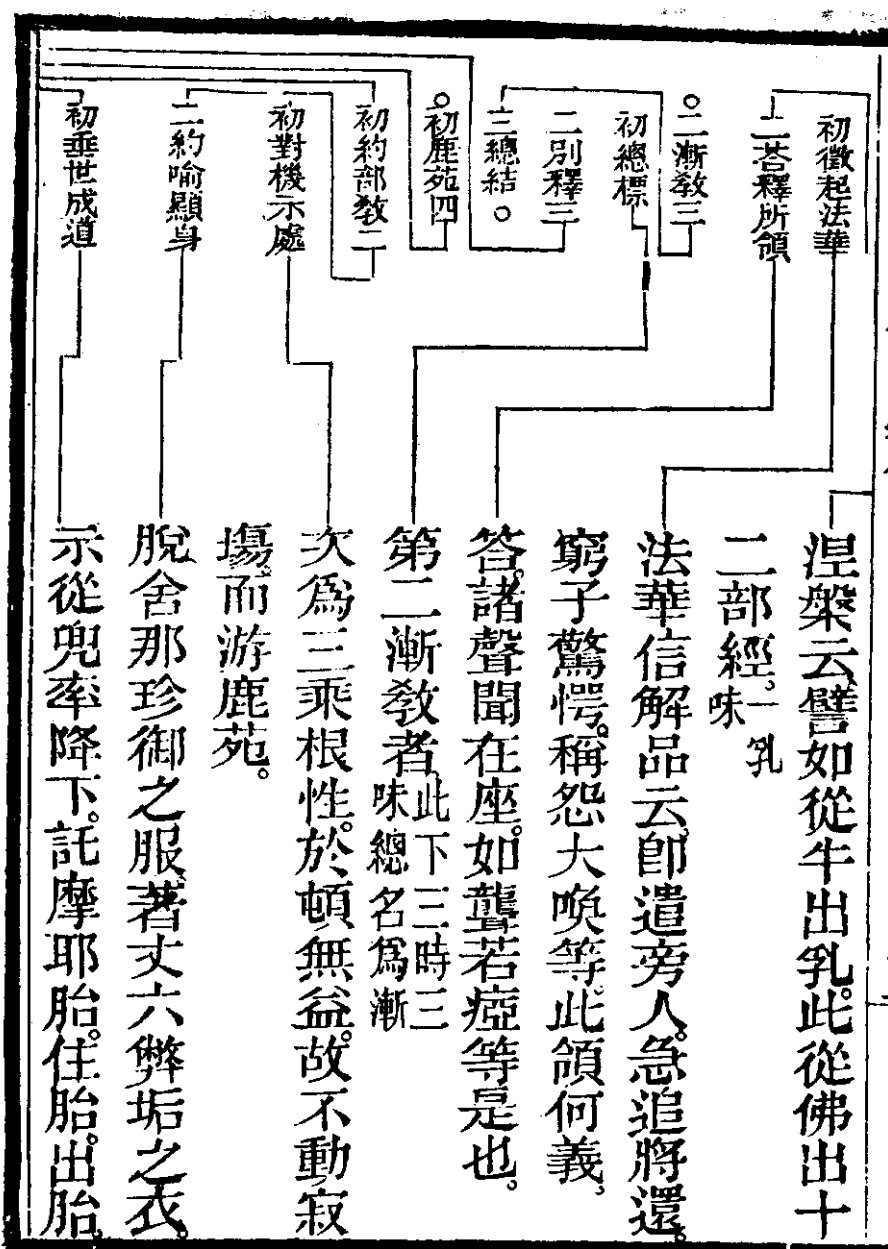 初徵起法華
二荅釋所領
○二漸教三
初總標
二別釋三
三總結○
○初鹿苑四
初約部教二
初對機示處
二約喻顯身
初垂世成道
涅槃云、譬如從牛出乳。此從佛出十
二部經。一乳味
法華信解品云、卽遣旁人。急追將還。
窮子驚愕。稱怨大喚等。此領何義、
答。諸聲聞在座。如聾若瘂等是也。
第二漸教者、此下三時三味總名爲漸
次爲三乘根性。於頓無益。故不動寂
場。而游鹿苑。
脫舍那珍御之服、著丈六弊垢之衣。
示從兜率降下。託摩耶胎。住胎。出胎。